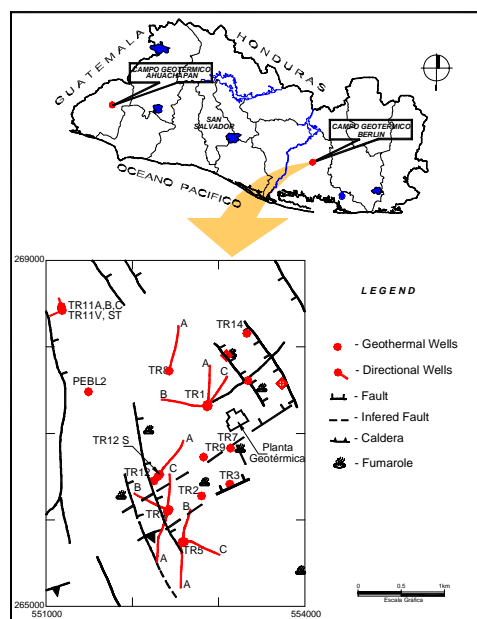 GUATEMALA
HONDURAS
CAMPO GEOTERMICO
AHUACHAPAN
SAN
SALVADOR
CAMPO GEOTERMICO
BERLIN
OCEANO PACIFICO
269000
TR11A,B,C
TR11V, ST
A
TR14
LEGEND
TR8
A
C
- Geothermal Wells
PEBL2
B
TR1
- Directional Wells
- Fault
TR12 S
A
TR7
TR9
Planta
Geotérmica
- Infered Fault
- Caldera
TR12
C
TR3
- Fumarole
B
TR2
B
TR5
C
A
A
265000
551000
554000
0
0.5
1km
Escala Gráfica